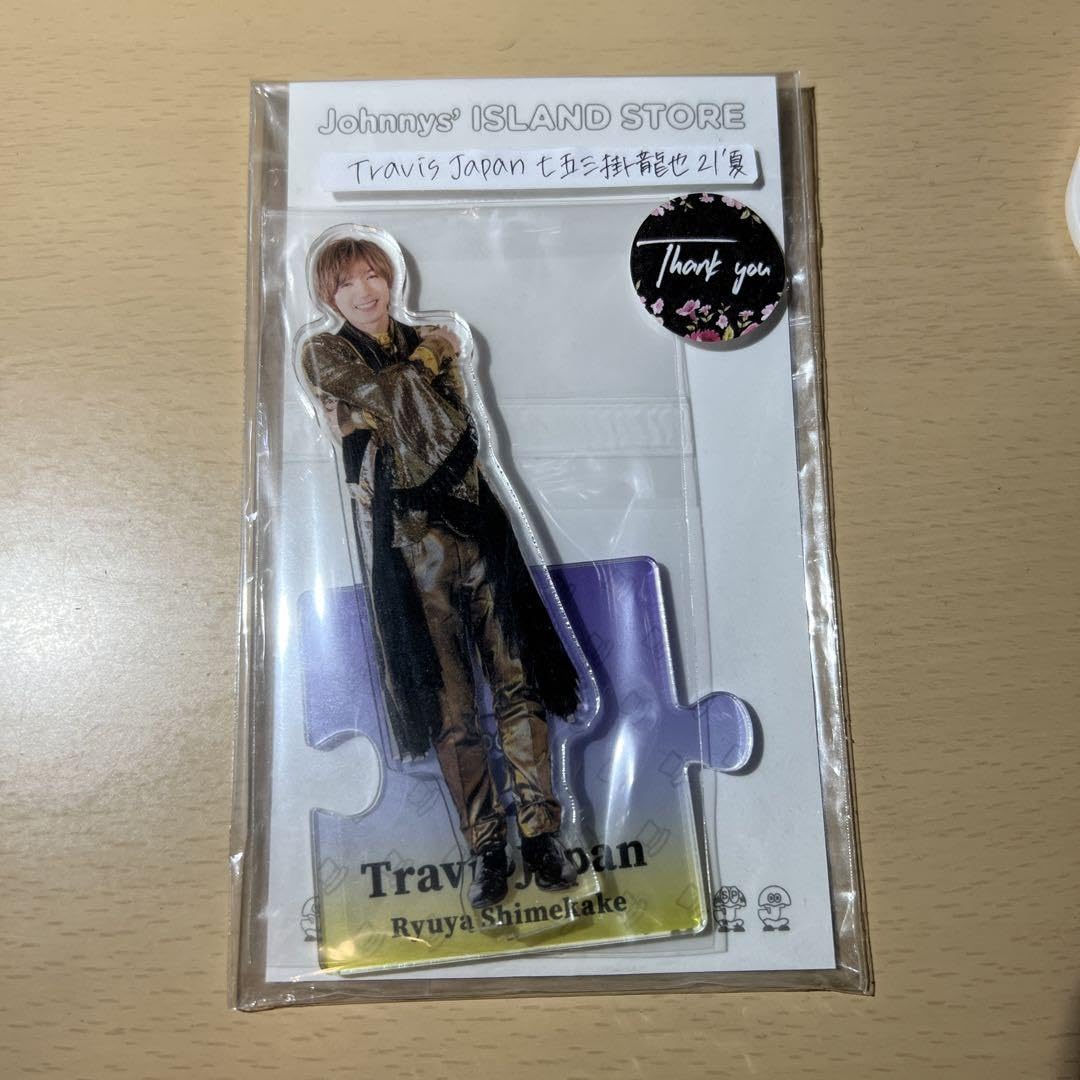 Johnnys' ISLAND STORE
Travis Japan 七五三掛龍也 21'夏
Thank you
Travis Japan
Ryuya Shimekake
SP